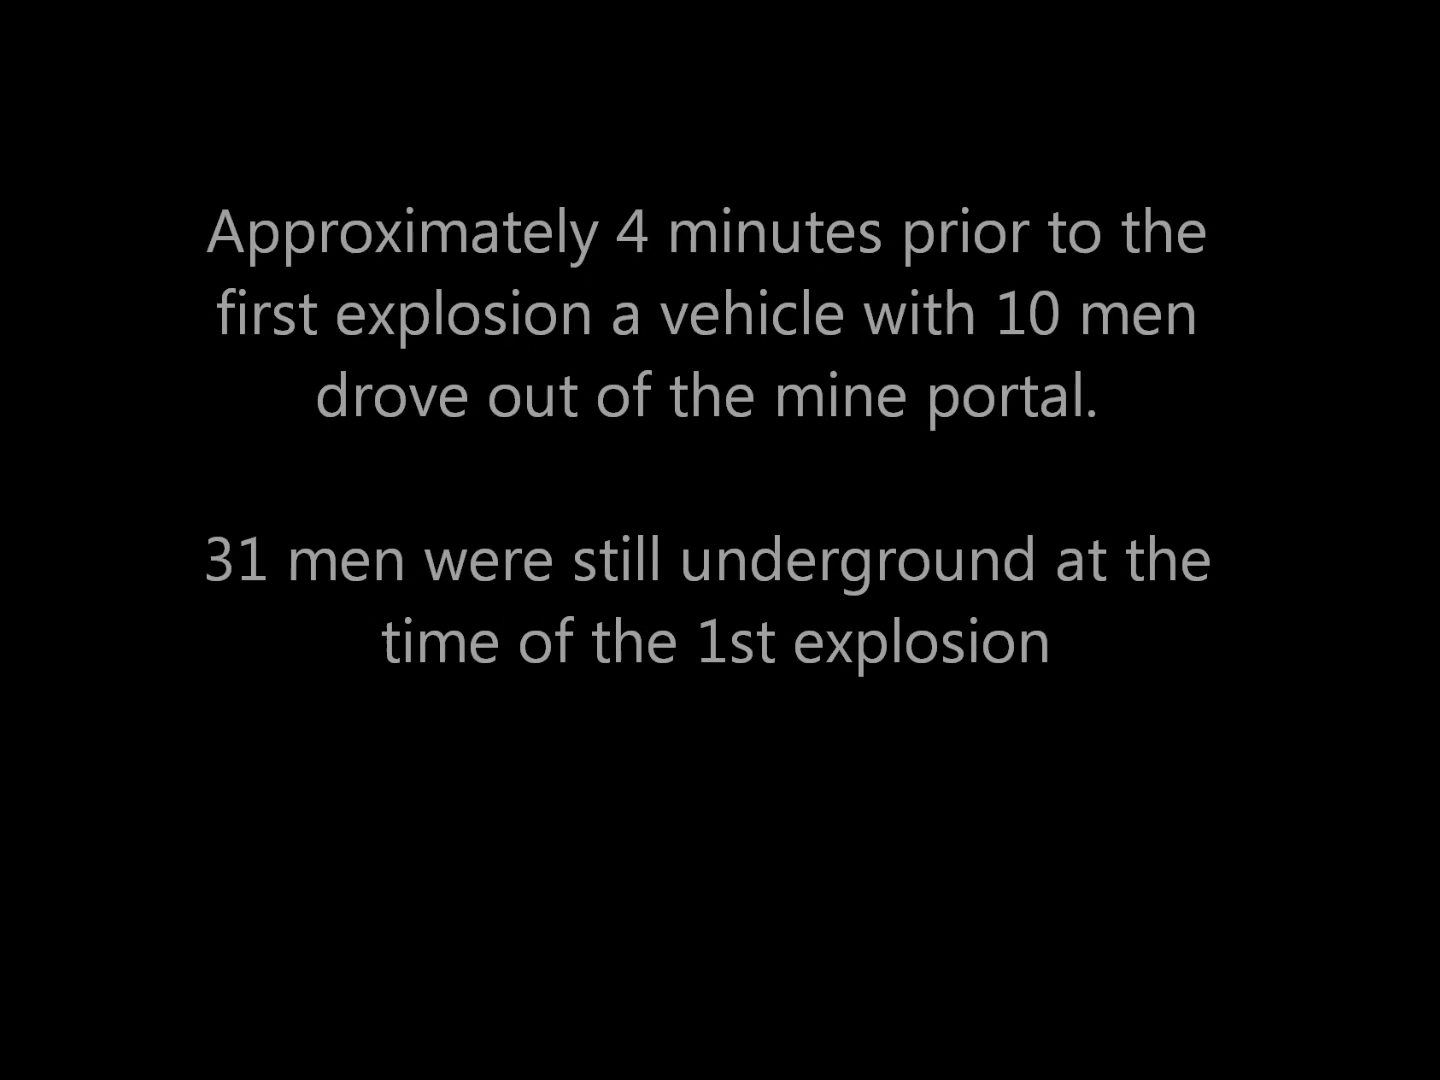 Approximately 4 minutes prior to the
first explosion a vehicle with 10 men
drove out of the mine portal.
31 men were still underground at the
time of the 1st explosion